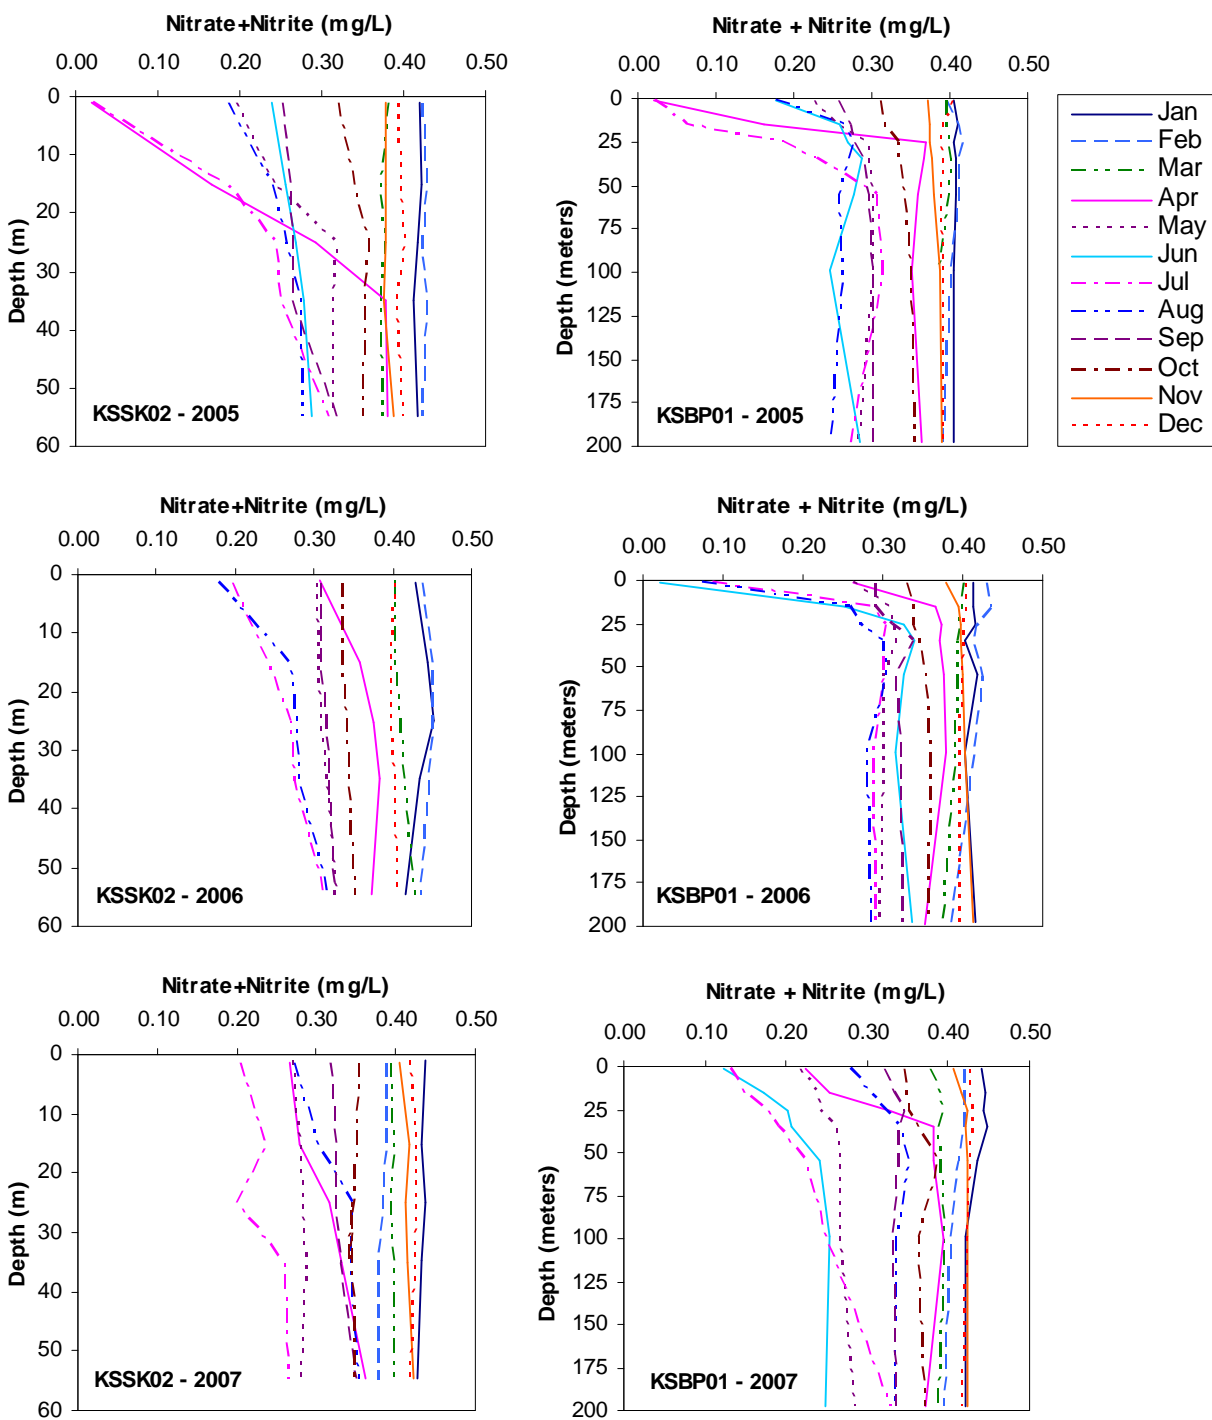 Nitrate+Nitrite (mg/L)
0.00 0.10 0.20 0.30 0.40 0.50
0
10
20
30
40
50
60
Depth (m)
KSSK02 - 2005
Nitrate + Nitrite (mg/L)
0.00 0.10 0.20 0.30 0.40 0.50
0
25
50
75
100
125
150
175
200
Depth (meters)
KSBP01 - 2005
Jan
Feb
Mar
Apr
May
Jun
Jul
Aug
Sep
Oct
Nov
Dec
Nitrate+Nitrite (mg/L)
0.00 0.10 0.20 0.30 0.40 0.50
0
10
20
30
40
50
60
Depth (m)
KSSK02 - 2006
Nitrate + Nitrite (mg/L)
0.00 0.10 0.20 0.30 0.40 0.50
0
25
50
75
100
125
150
175
200
Depth (meters)
KSBP01 - 2006
Nitrate+Nitrite (mg/L)
0.00 0.10 0.20 0.30 0.40 0.50
0
10
20
30
40
50
60
Depth (m)
KSSK02 - 2007
Nitrate + Nitrite (mg/L)
0.00 0.10 0.20 0.30 0.40 0.50
0
25
50
75
100
125
150
175
200
Depth (meters)
KSBP01 - 2007